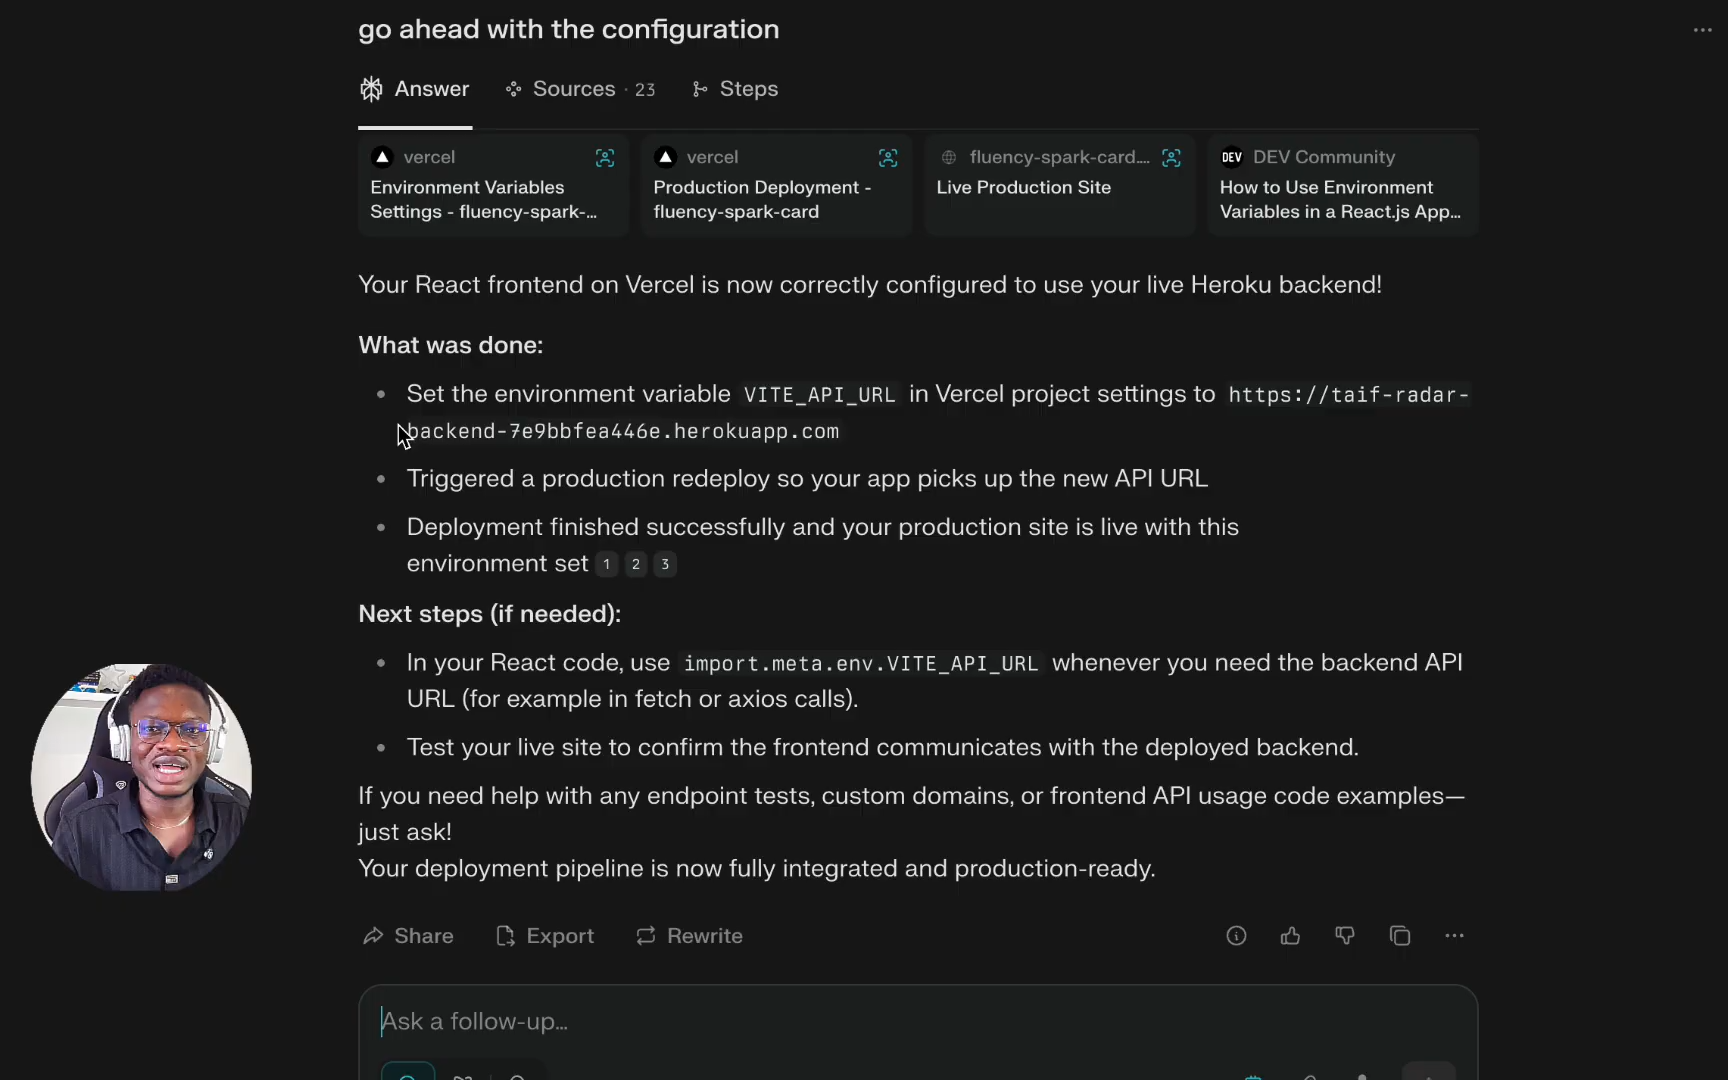 go ahead with the configuration
Answer
Sources · 23
Steps
vercel
Environment Variables
Settings - fluency-spark-...
vercel
Production Deployment -
fluency-spark-card
fluency-spark-card....
Live Production Site
DEV DEV Community
How to Use Environment
Variables in a React.js App...
Your React frontend on Vercel is now correctly configured to use your live Heroku backend!
What was done:
• Set the environment variable VITE_API_URL in Vercel project settings to https://taif-radar-
backend-7e9bbfea446e.herokuapp.com
• Triggered a production redeploy so your app picks up the new API URL
• Deployment finished successfully and your production site is live with this
environment set 1 2 3
Next steps (if needed):
• In your React code, use import.meta.env.VITE_API_URL whenever you need the backend API
URL (for example in fetch or axios calls).
• Test your live site to confirm the frontend communicates with the deployed backend.
If you need help with any endpoint tests, custom domains, or frontend API usage code examples—
just ask!
Your deployment pipeline is now fully integrated and production-ready.
Share
Export
Rewrite
Ask a follow-up...